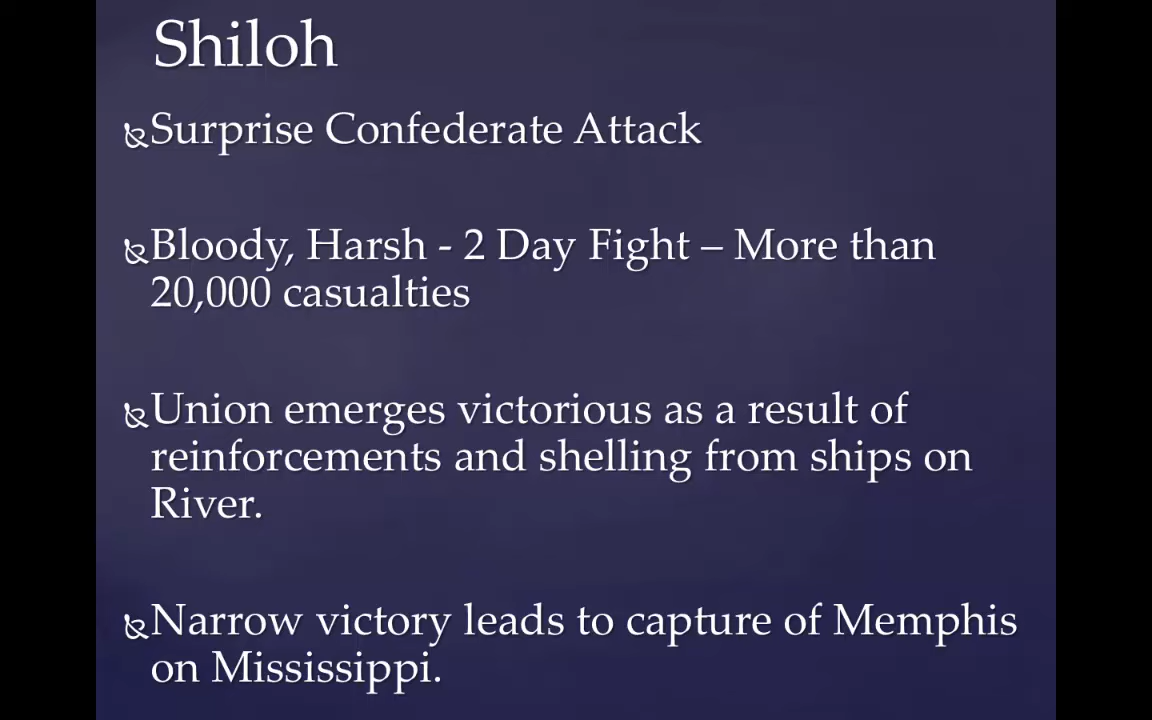 Shiloh
Surprise Confederate Attack
Bloody, Harsh - 2 Day Fight – More than
20,000 casualties
Union emerges victorious as a result of
reinforcements and shelling from ships on
River.
Narrow victory leads to capture of Memphis
on Mississippi.